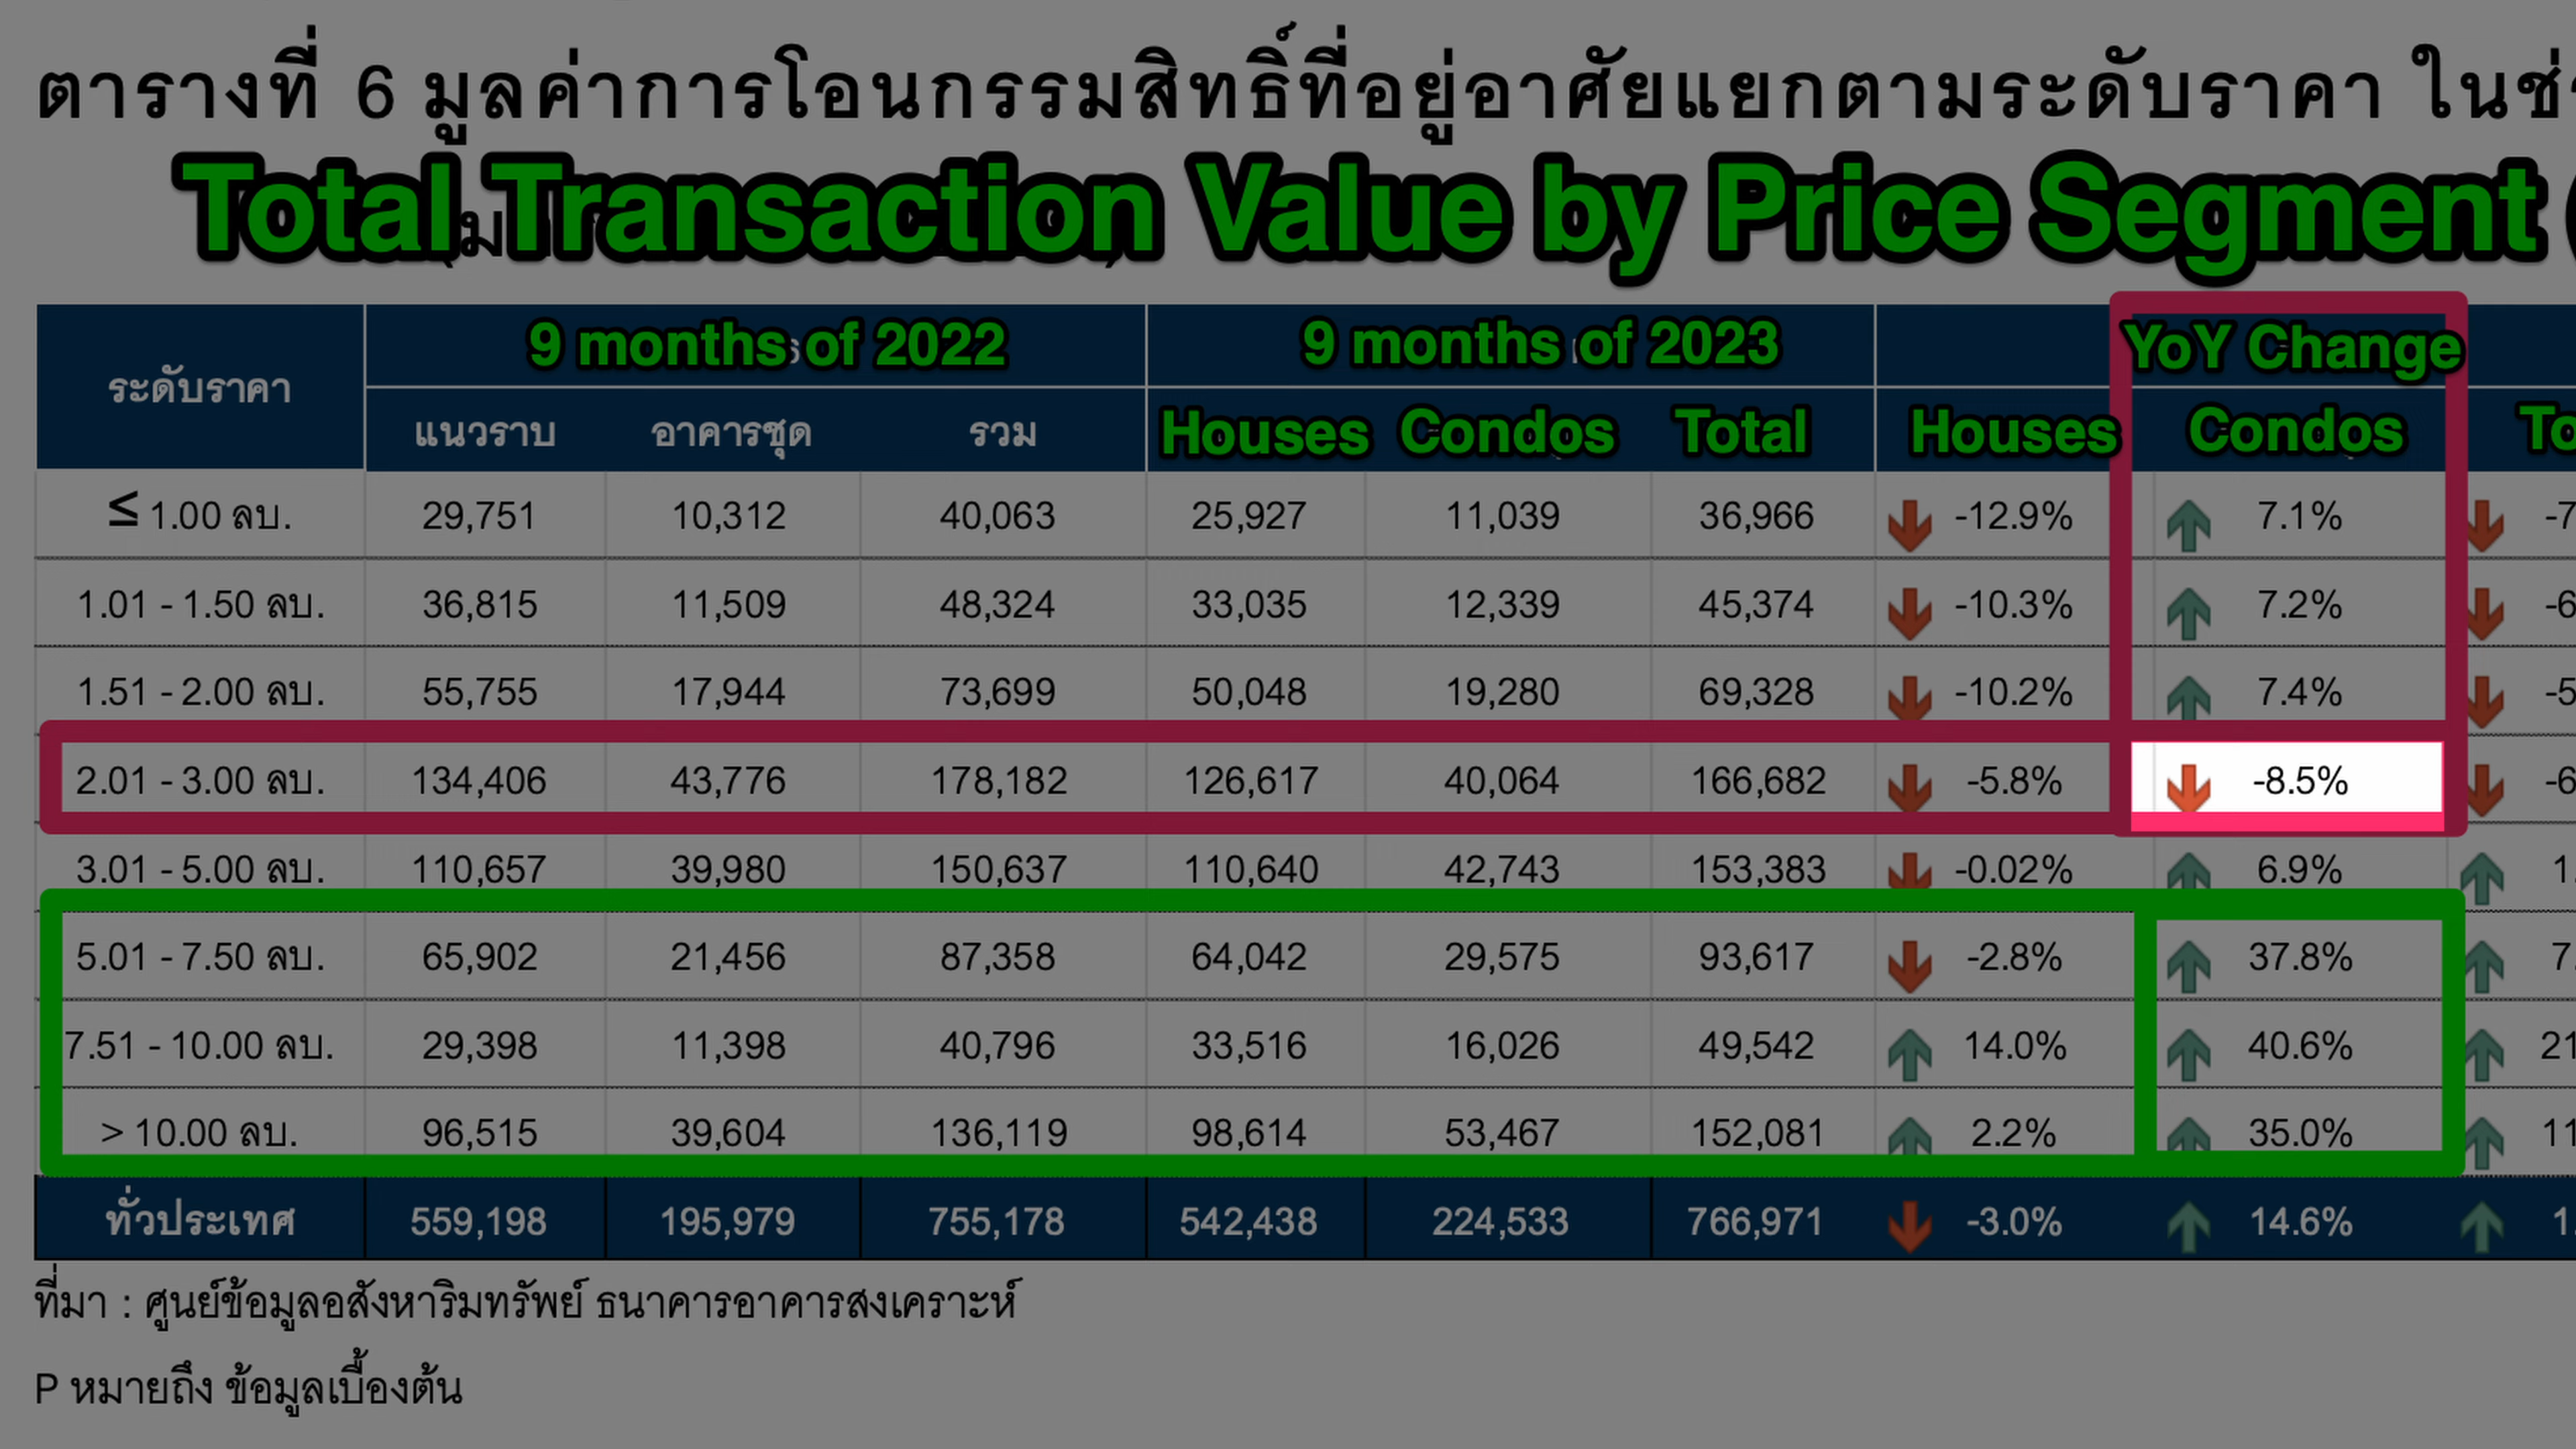 ตารางที่ 6 มูลค่าการโอนกรรมสิทธิ์ที่อยู่อาศัยแยกตามระดับราคา
Total Transaction Value by Price Segment
ระดับราคา 9 months of 2022 9 months of 2023 YoY Change
แนวราบ อาคารชุด รวม Houses Condos Total Houses Condos
≤ 1.00 ลบ. 29,751 10,312 40,063 25,927 11,039 36,966 -12.9% 7.1%
1.01 - 1.50 ลบ. 36,815 11,509 48,324 33,035 12,339 45,374 -10.3% 7.2%
1.51 - 2.00 ลบ. 55,755 17,944 73,699 50,048 19,280 69,328 -10.2% 7.4%
2.01 - 3.00 ลบ. 134,406 43,776 178,182 126,617 40,064 166,682 -5.8% -8.5%
3.01 - 5.00 ลบ. 110,657 39,980 150,637 110,640 42,743 153,383 -0.02% 6.9%
5.01 - 7.50 ลบ. 65,902 21,456 87,358 64,042 29,575 93,617 -2.8% 37.8%
7.51 - 10.00 ลบ. 29,398 11,398 40,796 33,516 16,026 49,542 14.0% 40.6%
> 10.00 ลบ. 96,515 39,604 136,119 98,614 53,467 152,081 2.2% 35.0%
ทั่วประเทศ 559,198 195,979 755,178 542,438 224,533 766,971 -3.0% 14.6%
ที่มา : ศูนย์ข้อมูลอสังหาริมทรัพย์ ธนาคารอาคารสงเคราะห์
P หมายถึง ข้อมูลเบื้องต้น